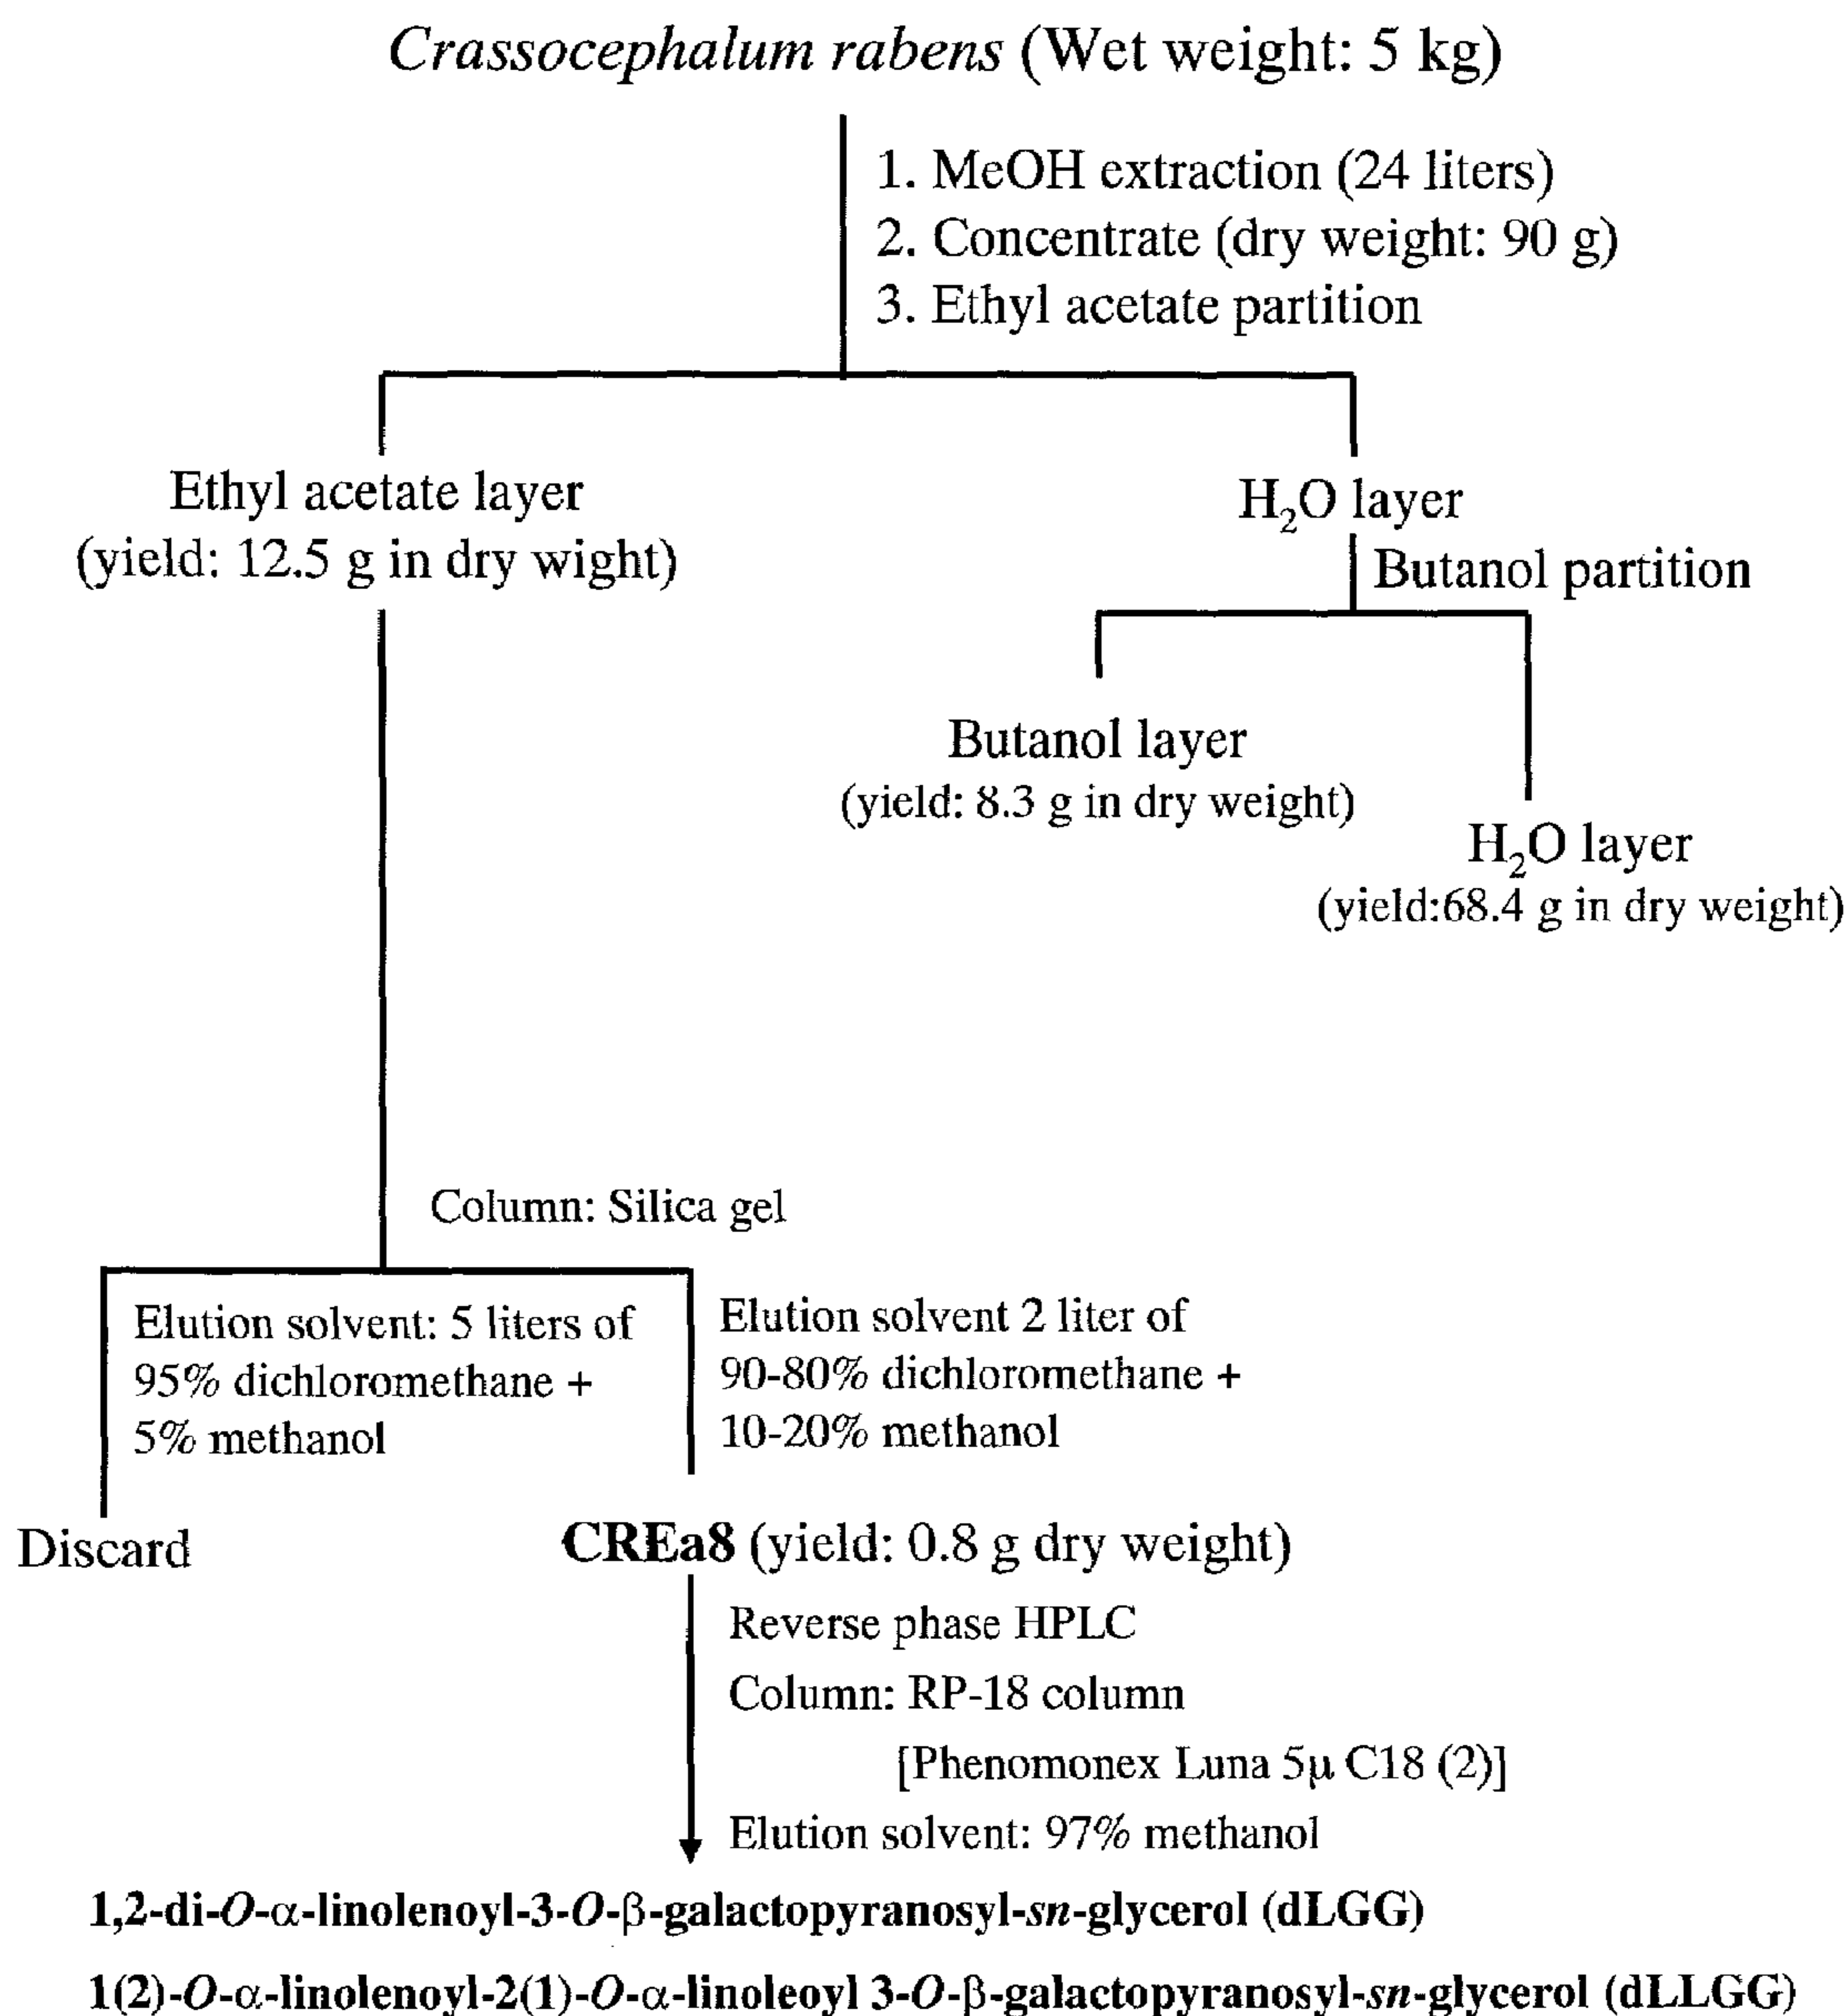 Crassocephalum rabens (Wet weight: 5 kg)
1. MeOH extraction (24 liters)
2. Concentrate (dry weight: 90 g)
3. Ethyl acetate partition
Ethyl acetate layer
(yield: 12.5 g in dry wight)
H₂O layer
Butanol partition
Butanol layer
(yield: 8.3 g in dry weight)
H₂O layer
(yield:68.4 g in dry weight)
Column: Silica gel
Elution solvent: 5 liters of
95% dichloromethane +
5% methanol
Elution solvent 2 liter of
90-80% dichloromethane +
10-20% methanol
Discard
CREa8 (yield: 0.8 g dry weight)
Reverse phase HPLC
Column: RP-18 column
[Phenomonex Luna 5μ C18 (2)]
Elution solvent: 97% methanol
1,2-di-O-α-linolenoyl-3-O-β-galactopyranosyl-sn-glycerol (dLGG)
1(2)-O-α-linolenoyl-2(1)-O-α-linoleoyl 3-O-β-galactopyranosyl-sn-glycerol (dLLGG)